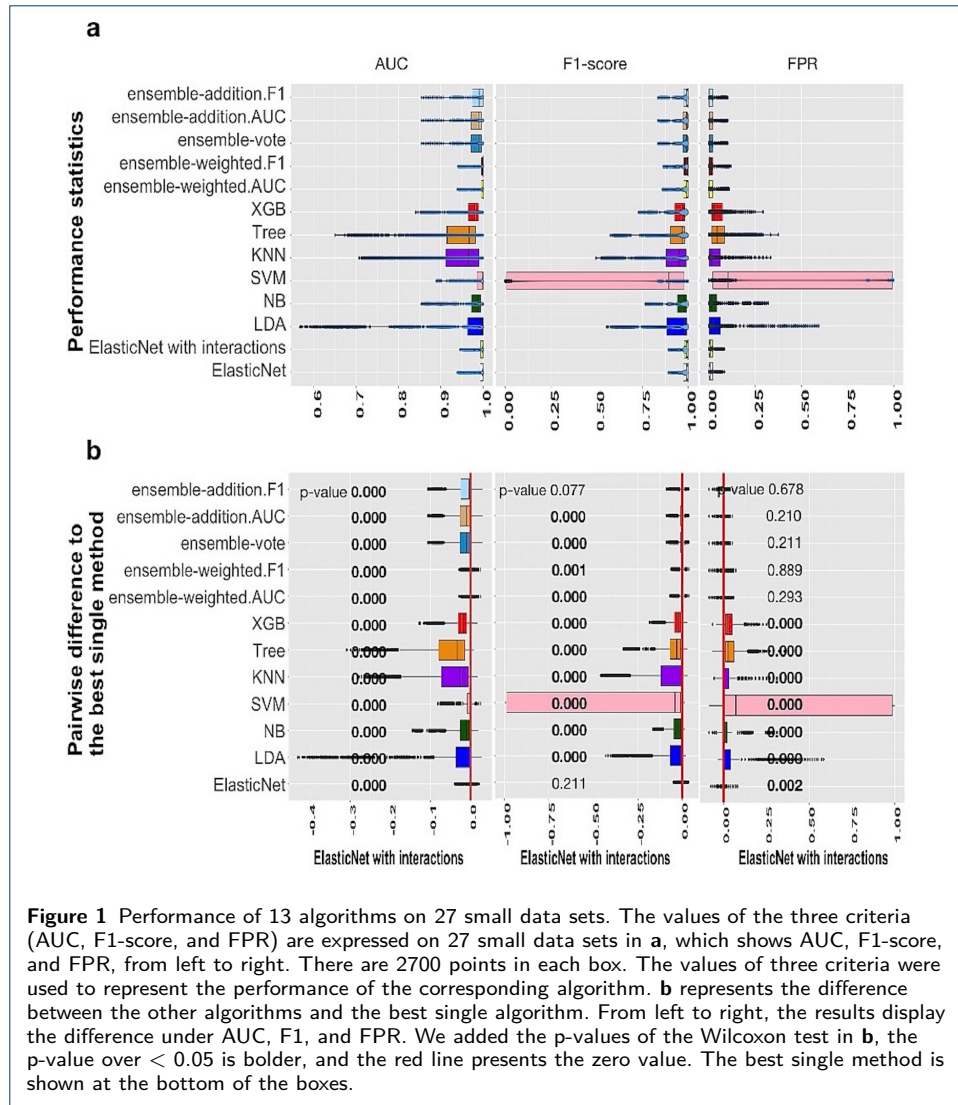 a
AUC F1-score FPR
Performance statistics
ensemble-addition.F1
ensemble-addition.AUC
ensemble-vote
ensemble-weighted.F1
ensemble-weighted.AUC
XGB
Tree
KNN
SVM
NB
LDA
ElasticNet with interactions
ElasticNet
0.6 0.7 0.8 0.9 1.0 0.00 0.25 0.50 0.75 1.00 0.00 0.25 0.50 0.75 1.00
b
Pairwise difference to
the best single method
ensemble-addition.F1 p-value 0.000 p-value 0.077 p-value 0.678
ensemble-addition.AUC 0.000 0.000 0.210
ensemble-vote 0.000 0.000 0.211
ensemble-weighted.F1 0.000 0.001 0.889
ensemble-weighted.AUC 0.000 0.000 0.293
XGB 0.000 0.000 0.000
Tree 0.000 0.000 0.000
KNN 0.000 0.000 0.000
SVM 0.000 0.000 0.000
NB 0.000 0.000 0.000
LDA 0.000 0.000 0.000
ElasticNet 0.000 0.211 0.002
-0.4 -0.3 -0.2 -0.1 0.0 -1.00 -0.75 -0.50 -0.25 0.00 0.00 0.25 0.50 0.75 1.00
ElasticNet with interactions ElasticNet with interactions ElasticNet with interactions
Figure 1 Performance of 13 algorithms on 27 small data sets. The values of the three criteria
(AUC, F1-score, and FPR) are expressed on 27 small data sets in a, which shows AUC, F1-score,
and FPR, from left to right. There are 2700 points in each box. The values of three criteria were
used to represent the performance of the corresponding algorithm. b represents the difference
between the other algorithms and the best single algorithm. From left to right, the results display
the difference under AUC, F1, and FPR. We added the p-values of the Wilcoxon test in b, the
p-value over < 0.05 is bolder, and the red line presents the zero value. The best single method is
shown at the bottom of the boxes.